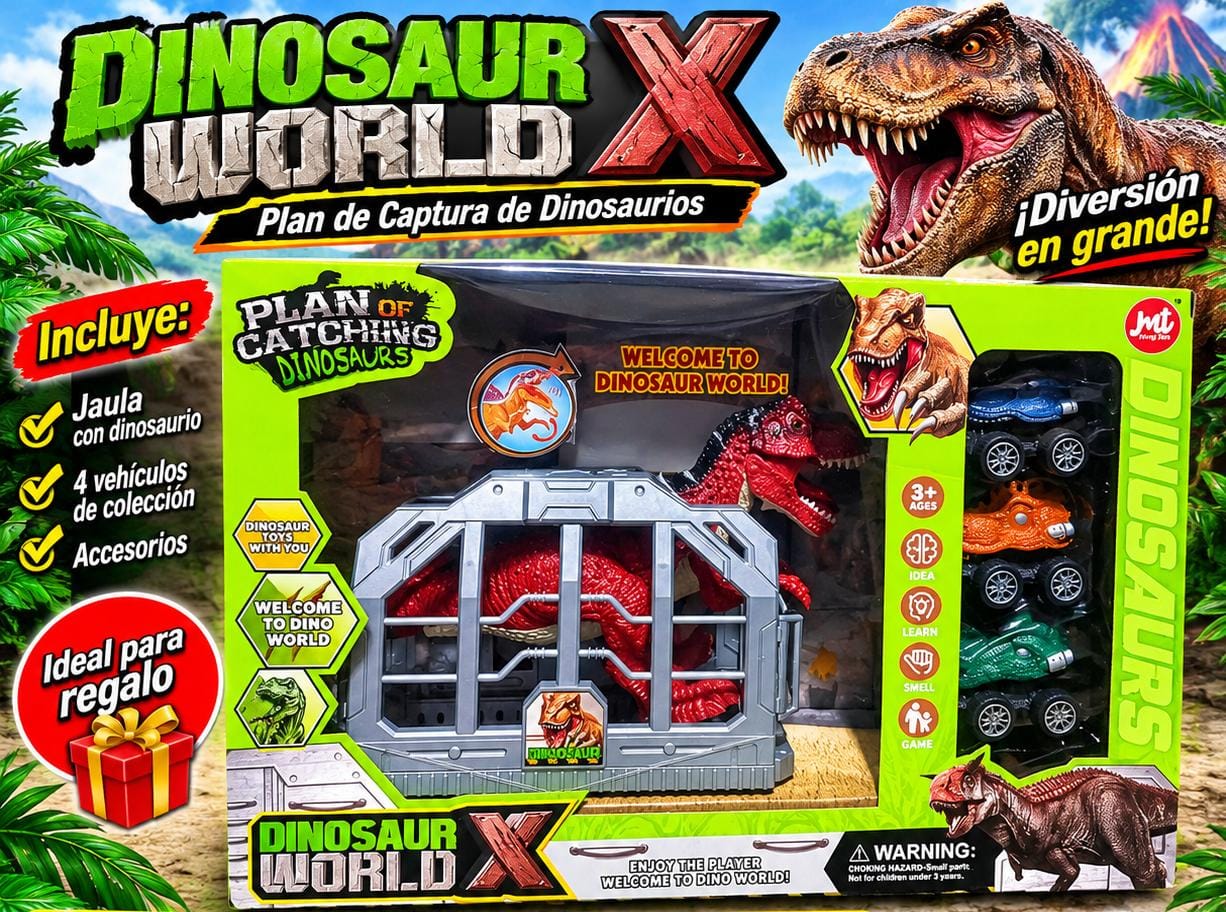 DINOSAUR
WORLD X
Plan de Captura de Dinosaurios
¡Diversión
en grande!
Incluye:
Jaula
con dinosaurio
4 vehículos
de colección
Accesorios
Ideal para
regalo
PLAN OF
CATCHING
DINOSAURS
WELCOME TO
DINOSAUR WORLD!
JMT
DINOSAURS
DINOSAUR
TOYS
WITH YOU
WELCOME
TO DINO
WORLD
3+
AGES
IDEA
LEARN
SMELL
GAME
DINOSAUR
DINOSAUR
WORLD X
ENJOY THE PLAYER
WELCOME TO DINO WORLD!
WARNING:
CHOKING HAZARD-Small parts.
Not for children under 3 years.